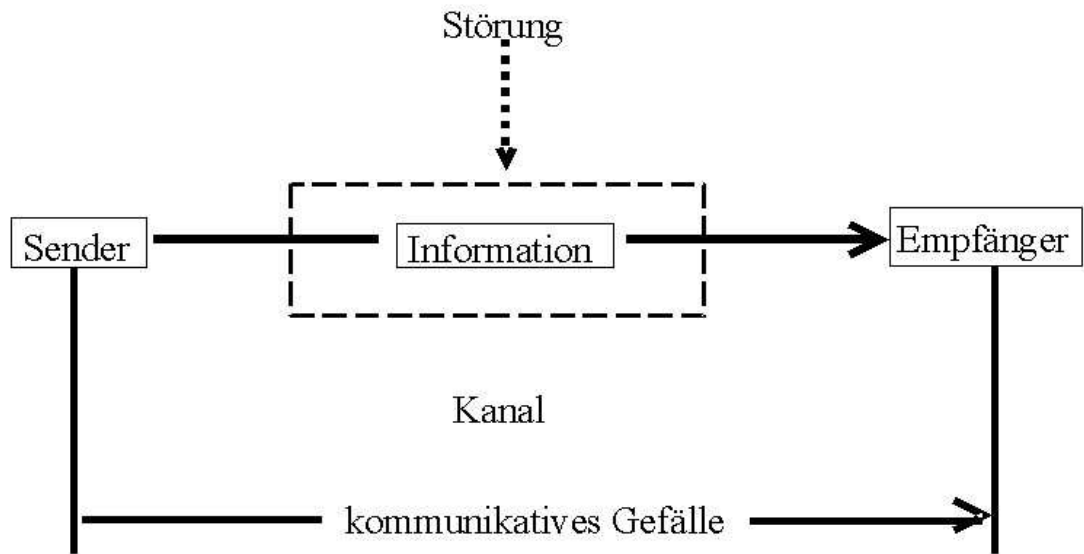 Störung
Sender
Information
Empfänger
Kanal
kommunikatives Gefälle